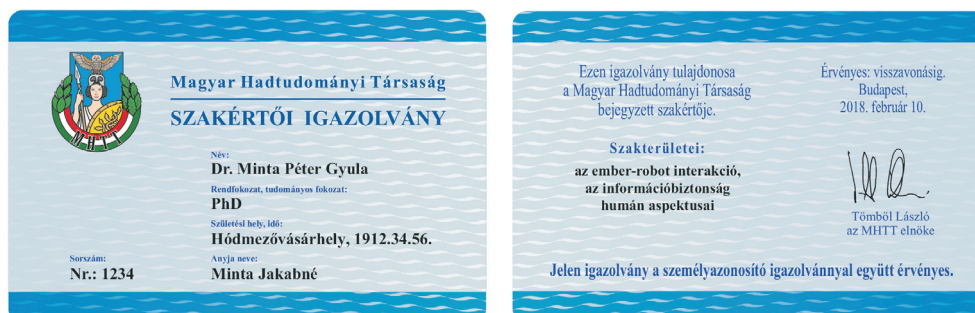 MHTT
Magyar Hadtudományi Társaság
SZAKÉRTŐI IGAZOLVÁNY
Név:
Dr. Minta Péter Gyula
Rendfokozat, tudományos fokozat:
PhD
Születési hely, idő:
Hódmezővásárhely, 1912.34.56.
Sorszám:
Nr.: 1234
Anyja neve:
Minta Jakabné
Ezen igazolvány tulajdonosa
a Magyar Hadtudományi Társaság
bejegyzett szakértője.
Szakterületei:
az ember-robot interakció,
az információbiztonság
humán aspektusai
Érvényes: visszavonásig.
Budapest,
2018. február 10.
Tömböl László
az MHTT elnöke
Jelen igazolvány a személyazonosító igazolvánnyal együtt érvényes.